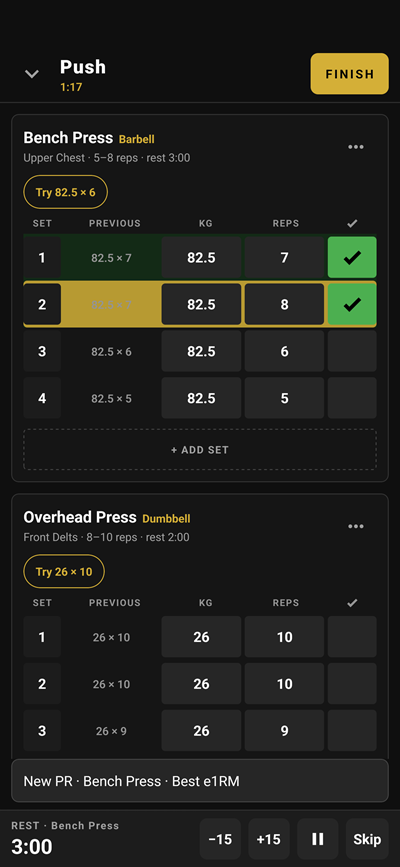 Push
1:17
FINISH
Bench Press Barbell
Upper Chest · 5–8 reps · rest 3:00
Try 82.5 × 6
SET PREVIOUS KG REPS
1 82.5 × 7 82.5 7
2 82.5 8
3 82.5 × 6 82.5 6
4 82.5 × 5 82.5 5
+ ADD SET
Overhead Press Dumbbell
Front Delts · 8–10 reps · rest 2:00
Try 26 × 10
SET PREVIOUS KG REPS
1 26 × 10 26 10
2 26 × 10 26 10
3 26 × 9 26 9
New PR · Bench Press · Best e1RM
REST · Bench Press
3:00
−15 +15 Skip